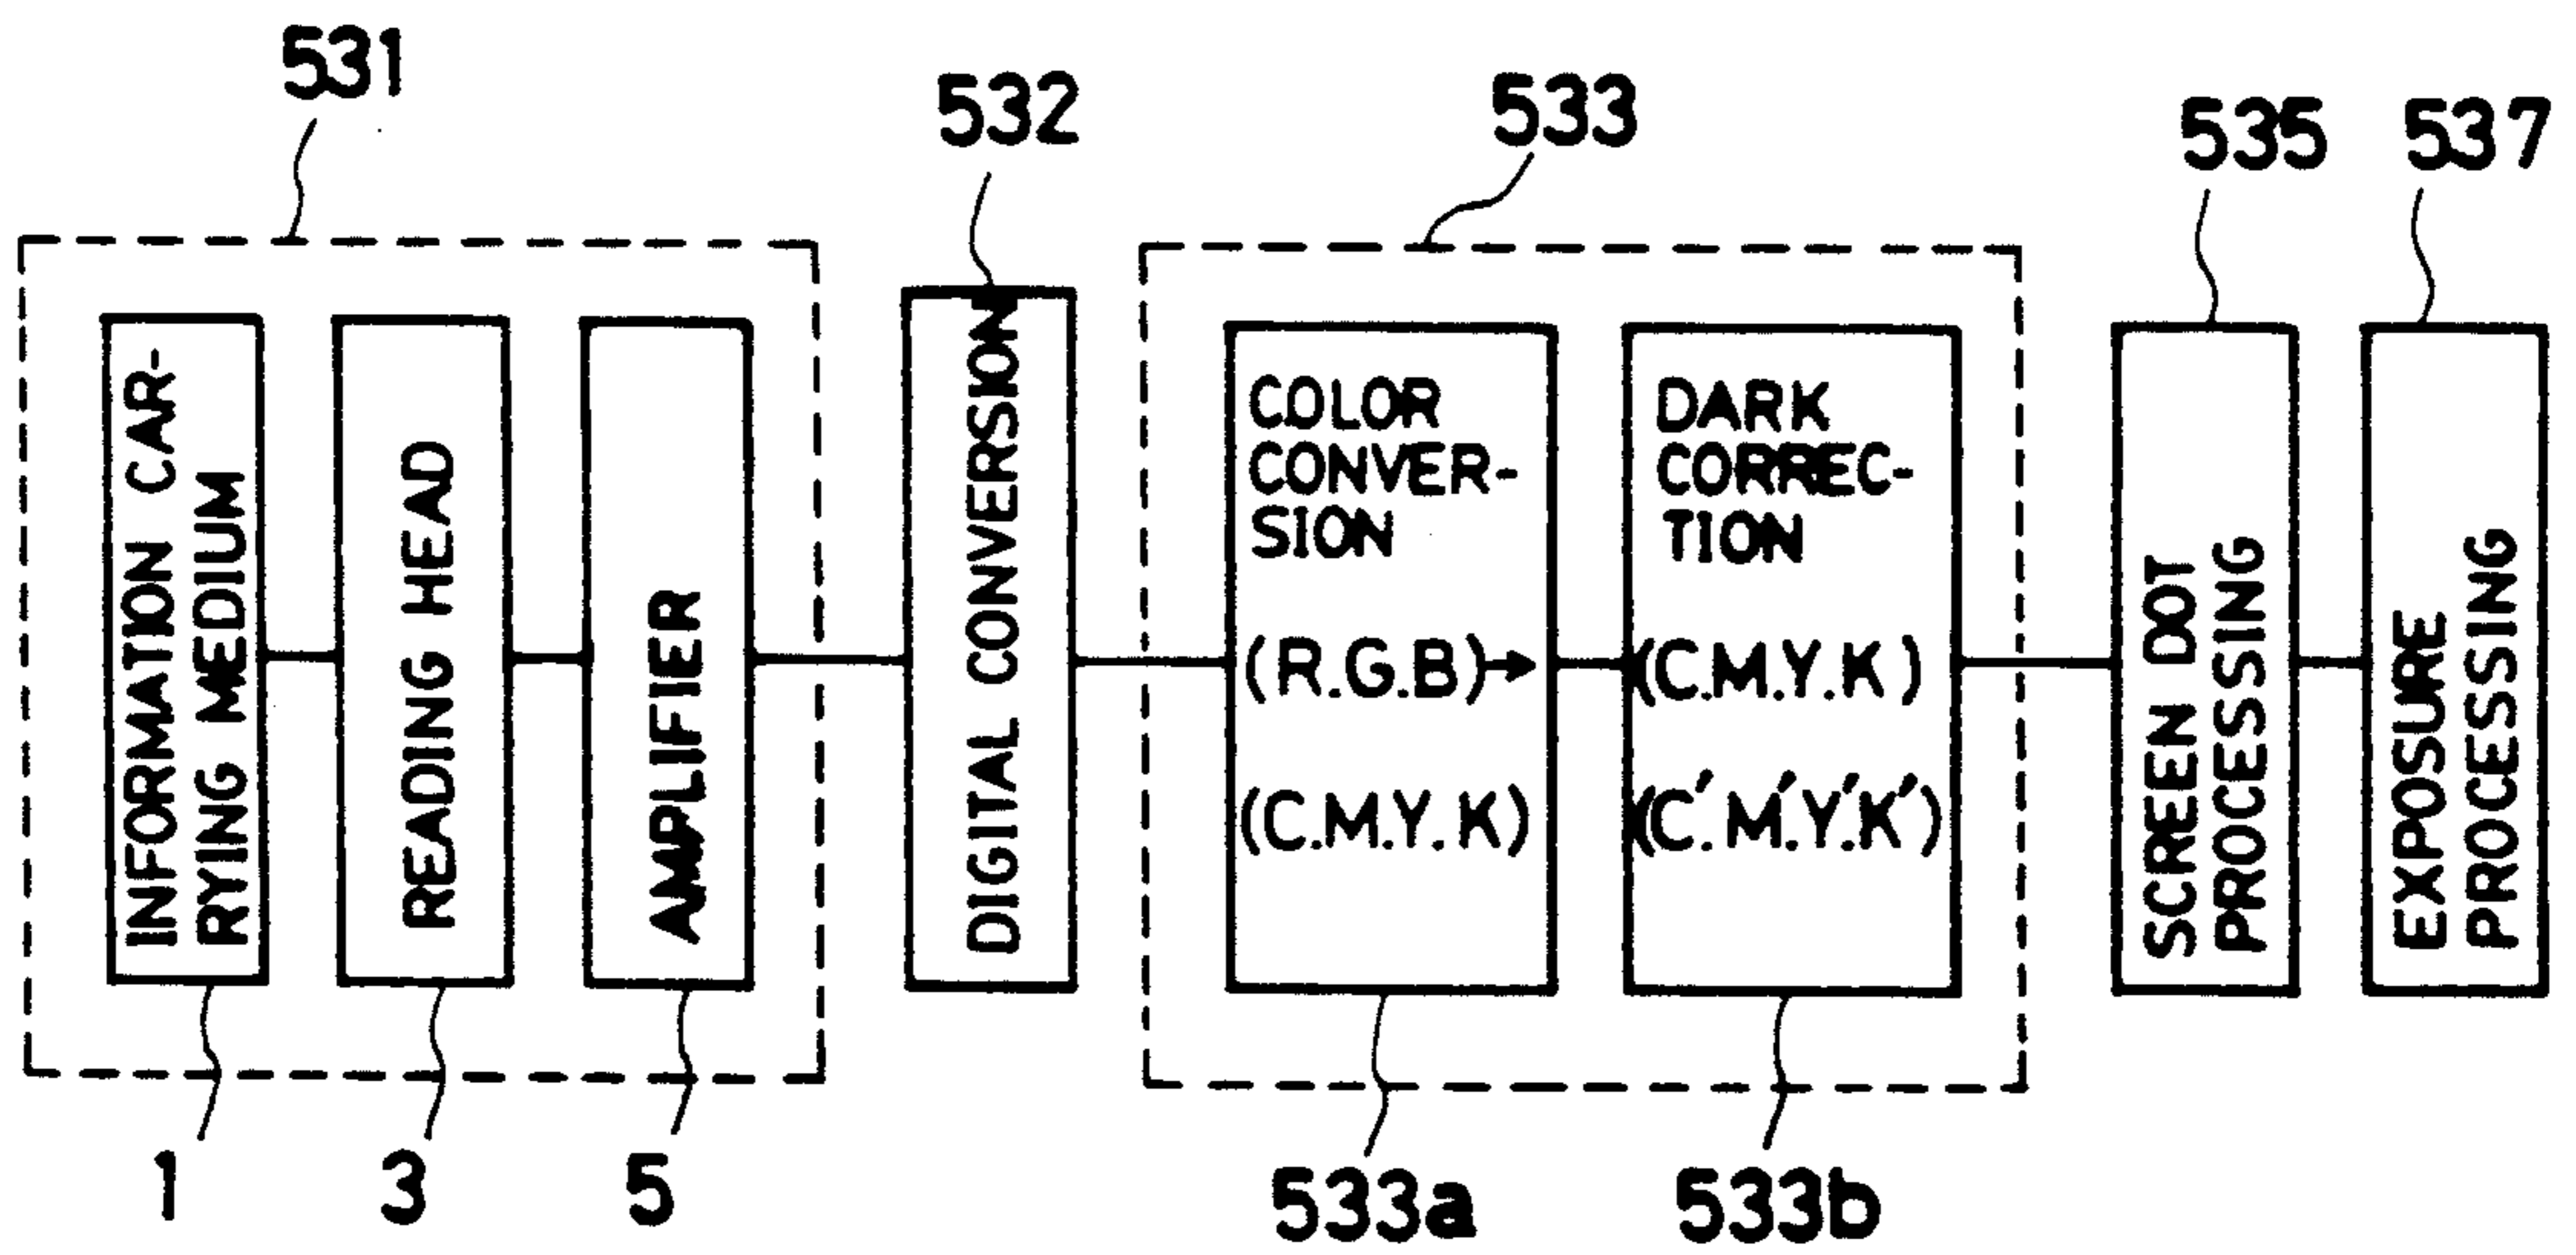 531
532
533
535
537
INFORMATION CAR-
RYING MEDIUM
READING HEAD
AMPLIFIER
DIGITAL CONVERSION
COLOR
CONVER-
SION
(R.G.B)→
(C.M.Y.K)
DARK
CORREC-
TION
(C.M.Y.K)
(C'.M'.Y'.K')
SCREEN DOT
PROCESSING
EXPOSURE
PROCESSING
1
3
5
533a
533b